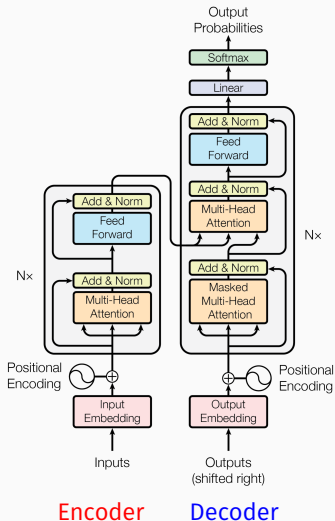 Output
Probabilities
Softmax
Linear
Add & Norm
Feed
Forward
Add & Norm
Multi-Head
Attention
Add & Norm
Masked
Multi-Head
Attention
N×
Add & Norm
Feed
Forward
N×
Add & Norm
Multi-Head
Attention
Positional
Encoding
Positional
Encoding
Input
Embedding
Output
Embedding
Inputs
Outputs
(shifted right)
Encoder
Decoder